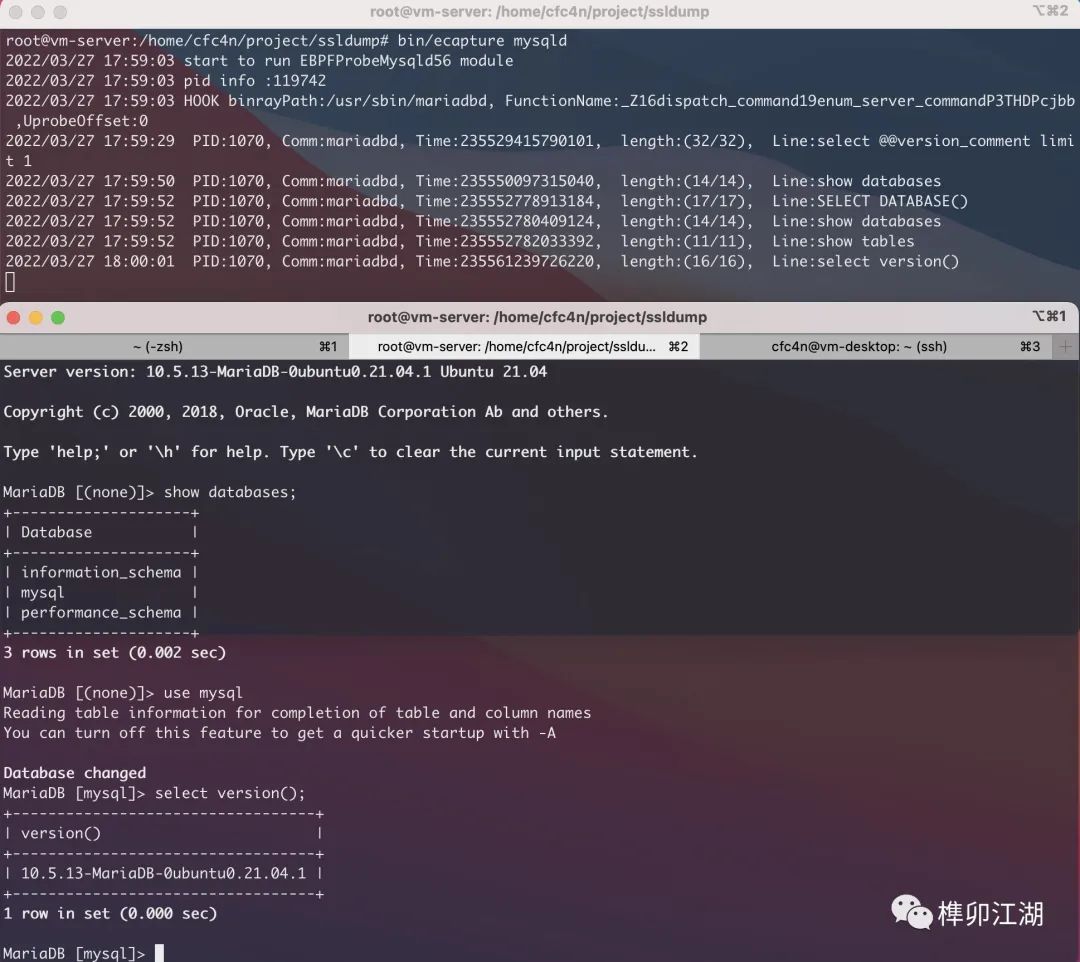 root@vm-server: /home/cfc4n/project/ssldump ⌥⌘2
root@vm-server:/home/cfc4n/project/ssldump# bin/ecapture mysqld
2022/03/27 17:59:03 start to run EBPFProbeMysqld56 module
2022/03/27 17:59:03 pid info :119742
2022/03/27 17:59:03 HOOK binrayPath:/usr/sbin/mariadbd, FunctionName:_Z16dispatch_command19enum_server_commandP3THDPcjbb
,UprobeOffset:0
2022/03/27 17:59:29  PID:1070, Comm:mariadbd, Time:235529415790101,  length:(32/32),  Line:select @@version_comment limi
t 1
2022/03/27 17:59:50  PID:1070, Comm:mariadbd, Time:235550097315040,  length:(14/14),  Line:show databases
2022/03/27 17:59:52  PID:1070, Comm:mariadbd, Time:235552778913184,  length:(17/17),  Line:SELECT DATABASE()
2022/03/27 17:59:52  PID:1070, Comm:mariadbd, Time:235552780409124,  length:(14/14),  Line:show databases
2022/03/27 17:59:52  PID:1070, Comm:mariadbd, Time:235552782033392,  length:(11/11),  Line:show tables
2022/03/27 18:00:01  PID:1070, Comm:mariadbd, Time:235561239726220,  length:(16/16),  Line:select version()
root@vm-server: /home/cfc4n/project/ssldump ⌥⌘1
~ (-zsh) ⌘1 root@vm-server: /home/cfc4n/project/ssldu... ⌘2 cfc4n@vm-desktop: ~ (ssh) ⌘3 +
Server version: 10.5.13-MariaDB-0ubuntu0.21.04.1 Ubuntu 21.04
Copyright (c) 2000, 2018, Oracle, MariaDB Corporation Ab and others.
Type 'help;' or '\h' for help. Type '\c' to clear the current input statement.
MariaDB [(none)]> show databases;
+--------------------+
| Database           |
+--------------------+
| information_schema |
| mysql              |
| performance_schema |
+--------------------+
3 rows in set (0.002 sec)
MariaDB [(none)]> use mysql
Reading table information for completion of table and column names
You can turn off this feature to get a quicker startup with -A
Database changed
MariaDB [mysql]> select version();
+----------------------------------+
| version()                        |
+----------------------------------+
| 10.5.13-MariaDB-0ubuntu0.21.04.1 |
+----------------------------------+
1 row in set (0.000 sec)
MariaDB [mysql]>
榫卯江湖